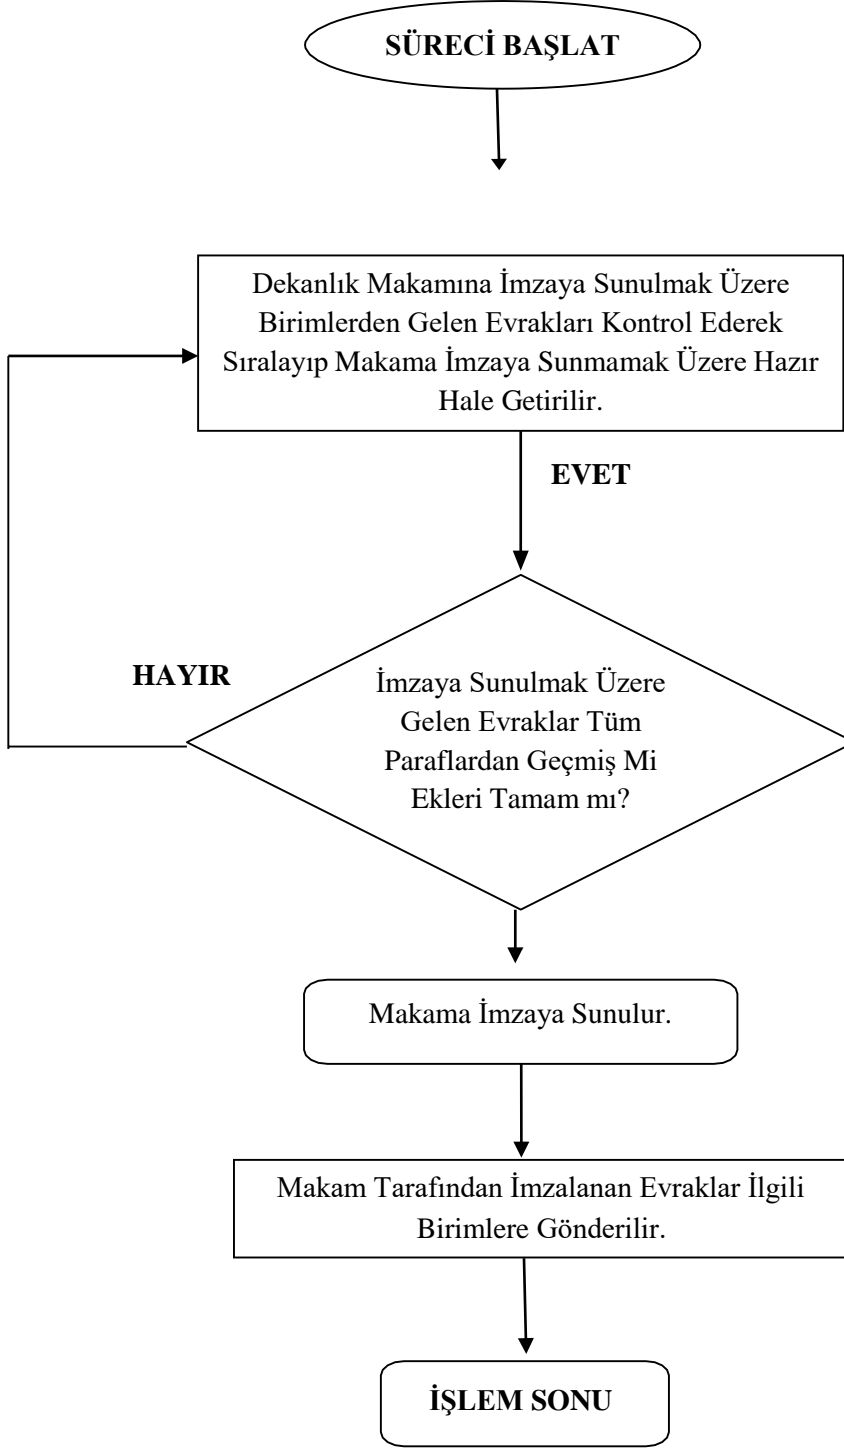 SÜRECİ BAŞLAT
Dekanlık Makamına İmzaya Sunulmak Üzere
Birimlerden Gelen Evrakları Kontrol Ederek
Sıralayıp Makama İmzaya Sunmamak Üzere Hazır
Hale Getirilir.
EVET
HAYIR
İmzaya Sunulmak Üzere
Gelen Evraklar Tüm
Paraflardan Geçmiş Mi
Ekleri Tamam mı?
Makama İmzaya Sunulur.
Makam Tarafından İmzalanan Evraklar İlgili
Birimlere Gönderilir.
İŞLEM SONU